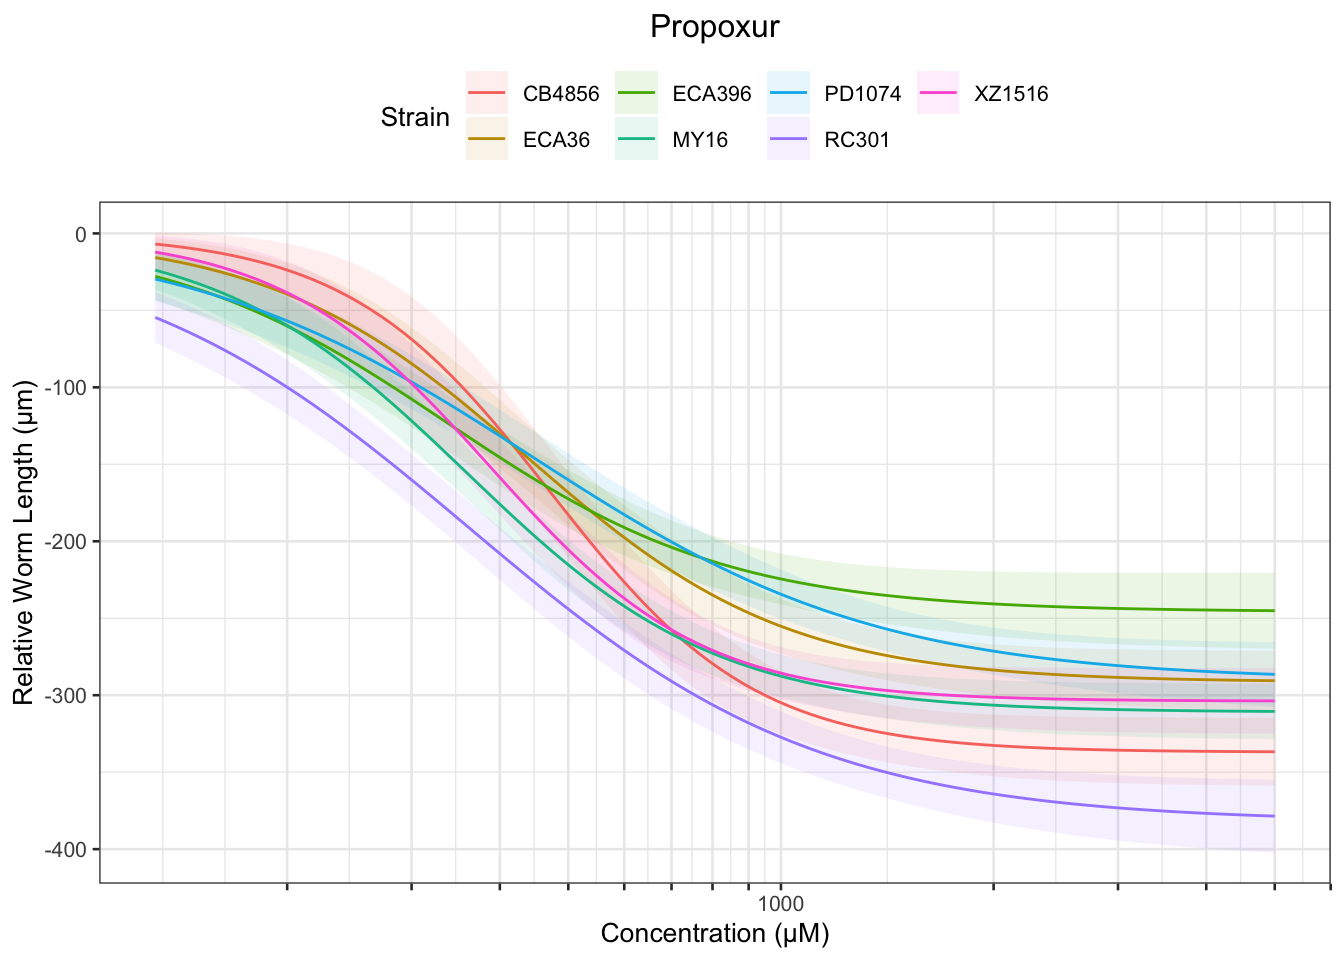 Propoxur
Strain
CB4856
ECA396
PD1074
XZ1516
ECA36
MY16
RC301
Relative Worm Length (µm)
0
-100
-200
-300
-400
1000
Concentration (µM)